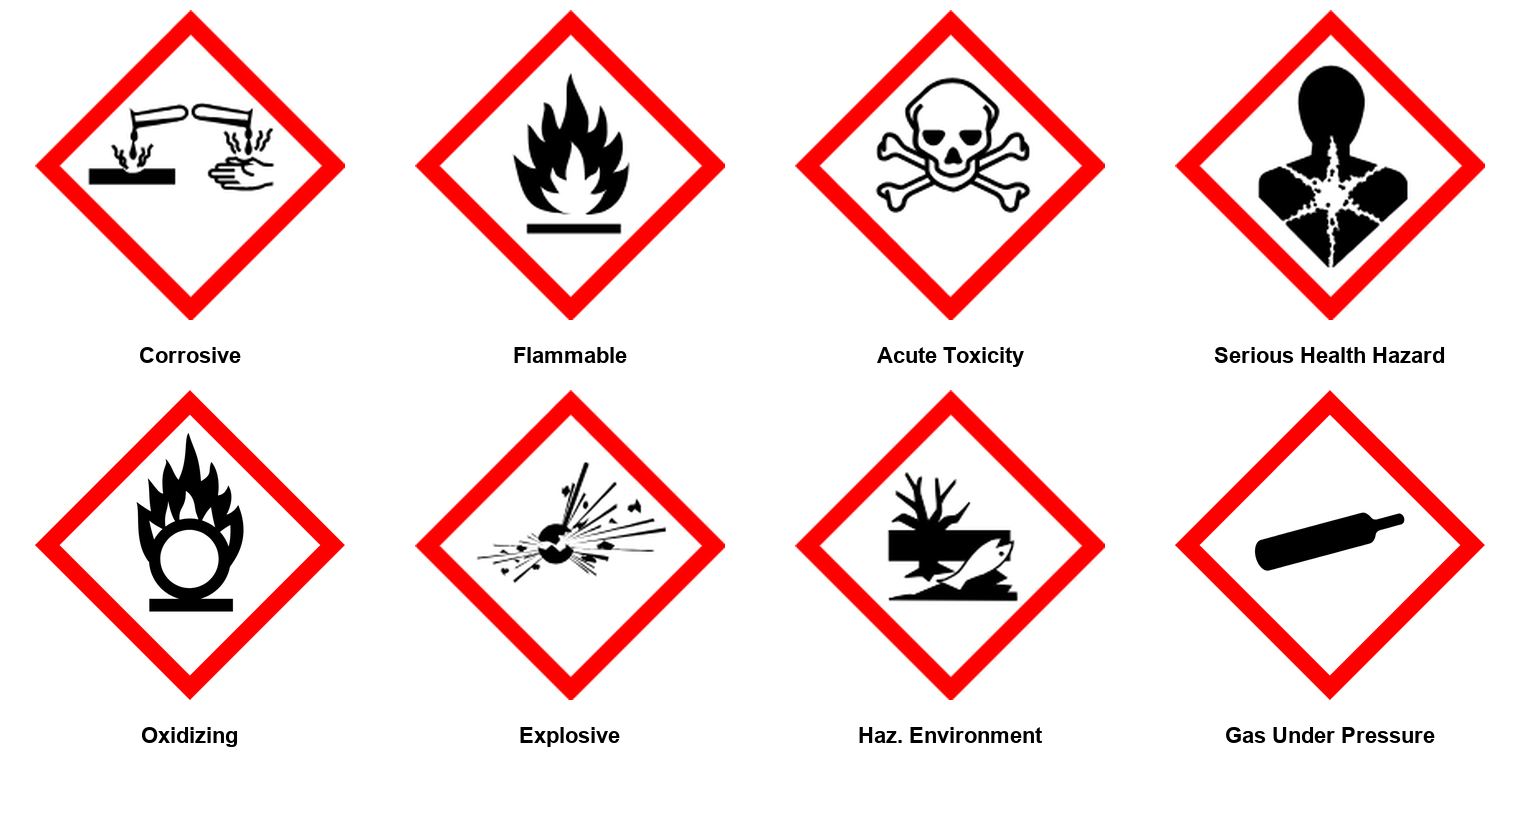 Corrosive
Flammable
Acute Toxicity
Serious Health Hazard
Oxidizing
Explosive
Haz. Environment
Gas Under Pressure